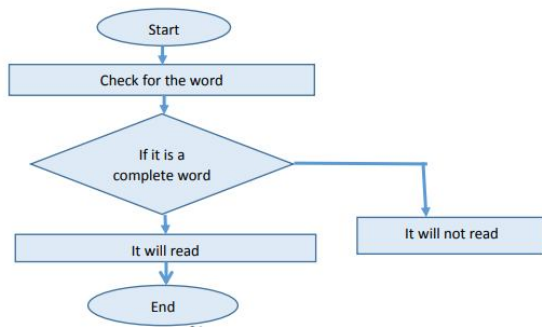 Start
Check for the word
If it is a
complete word
It will read
It will not read
End